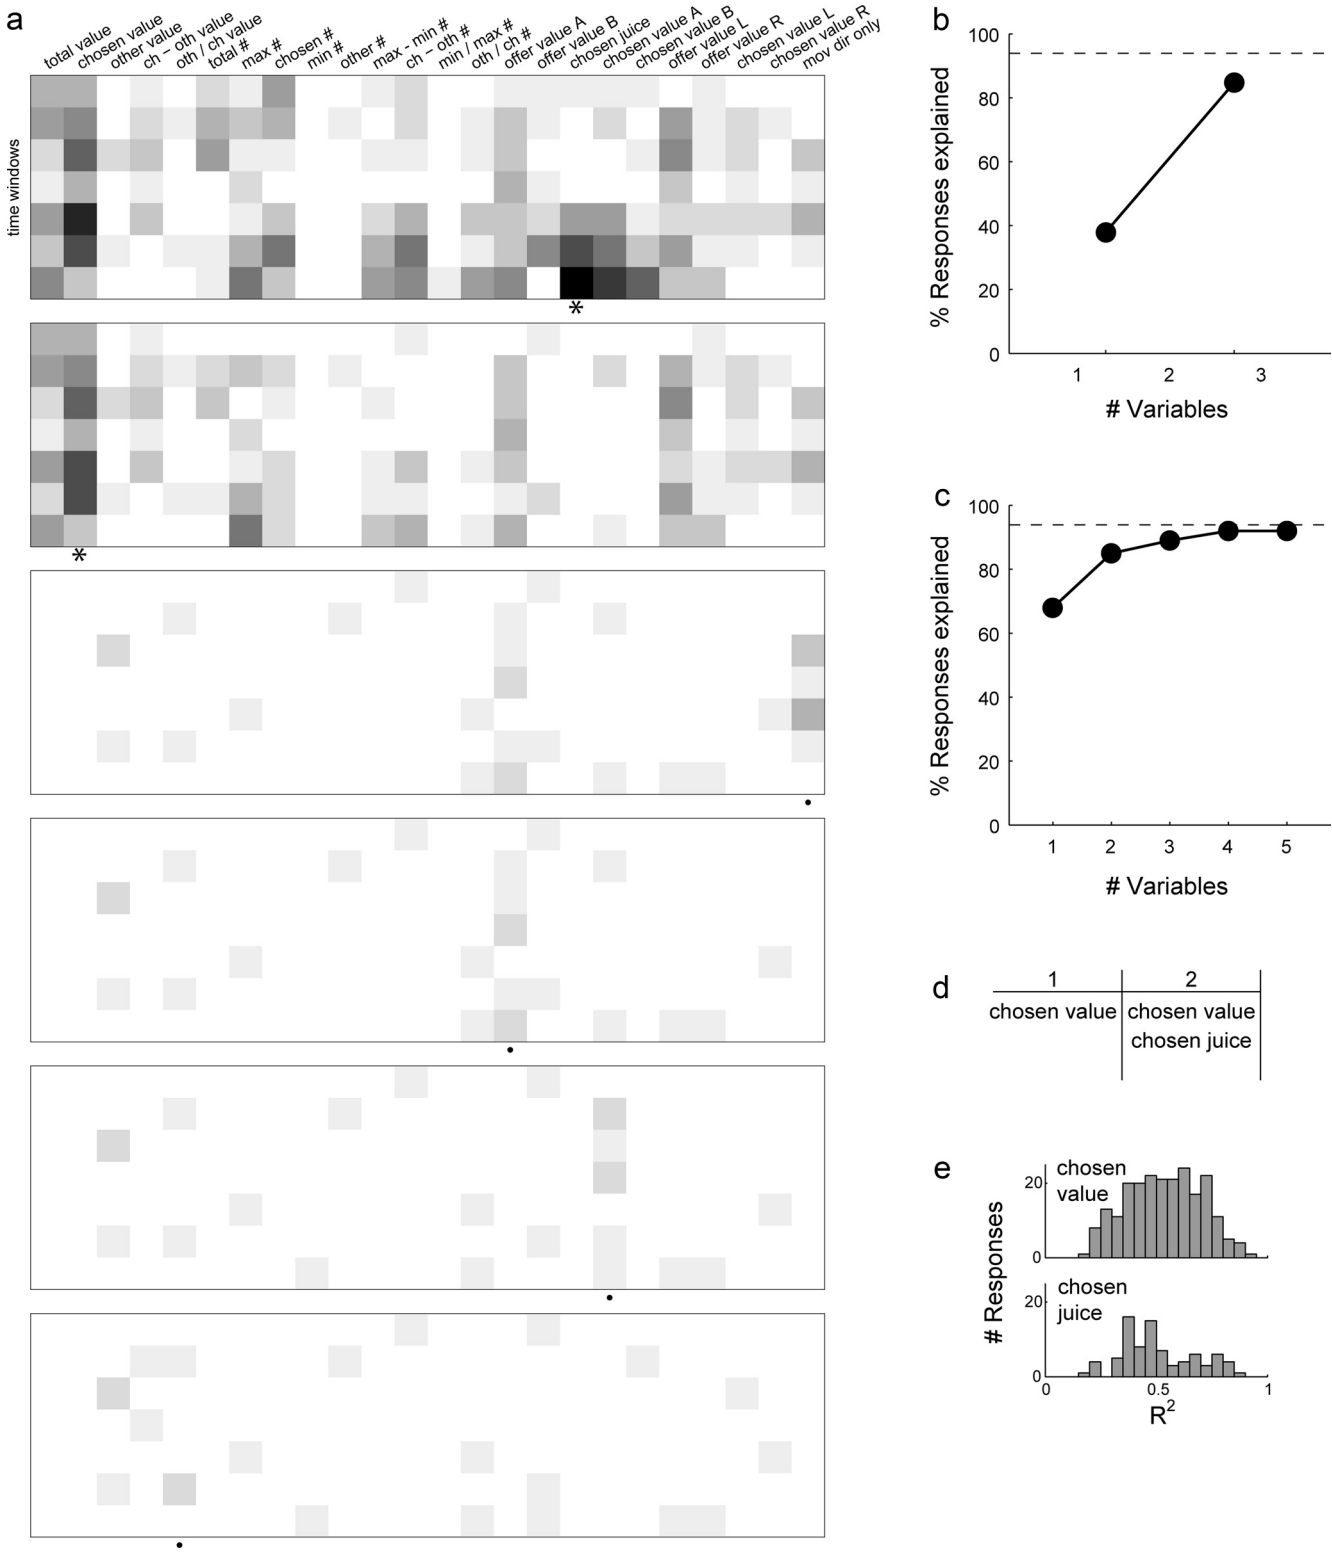 a
total value
chosen value
other value
ch – oth value
oth / ch value
total #
max #
chosen #
min #
other #
max - min #
ch – oth #
min / max #
oth / ch #
offer value A
offer value B
chosen juice
chosen value A
chosen value B
offer value L
offer value R
chosen value L
chosen value R
mov dir only
time windows
*
*
b
100
80
60
40
20
0
% Responses explained
1 2 3
# Variables
c
100
80
60
40
20
0
% Responses explained
1 2 3 4 5
# Variables
d
1 2
chosen value chosen value
chosen juice
e
# Responses
chosen
value
20
0
chosen
juice
20
0
0 0.5 1
R²